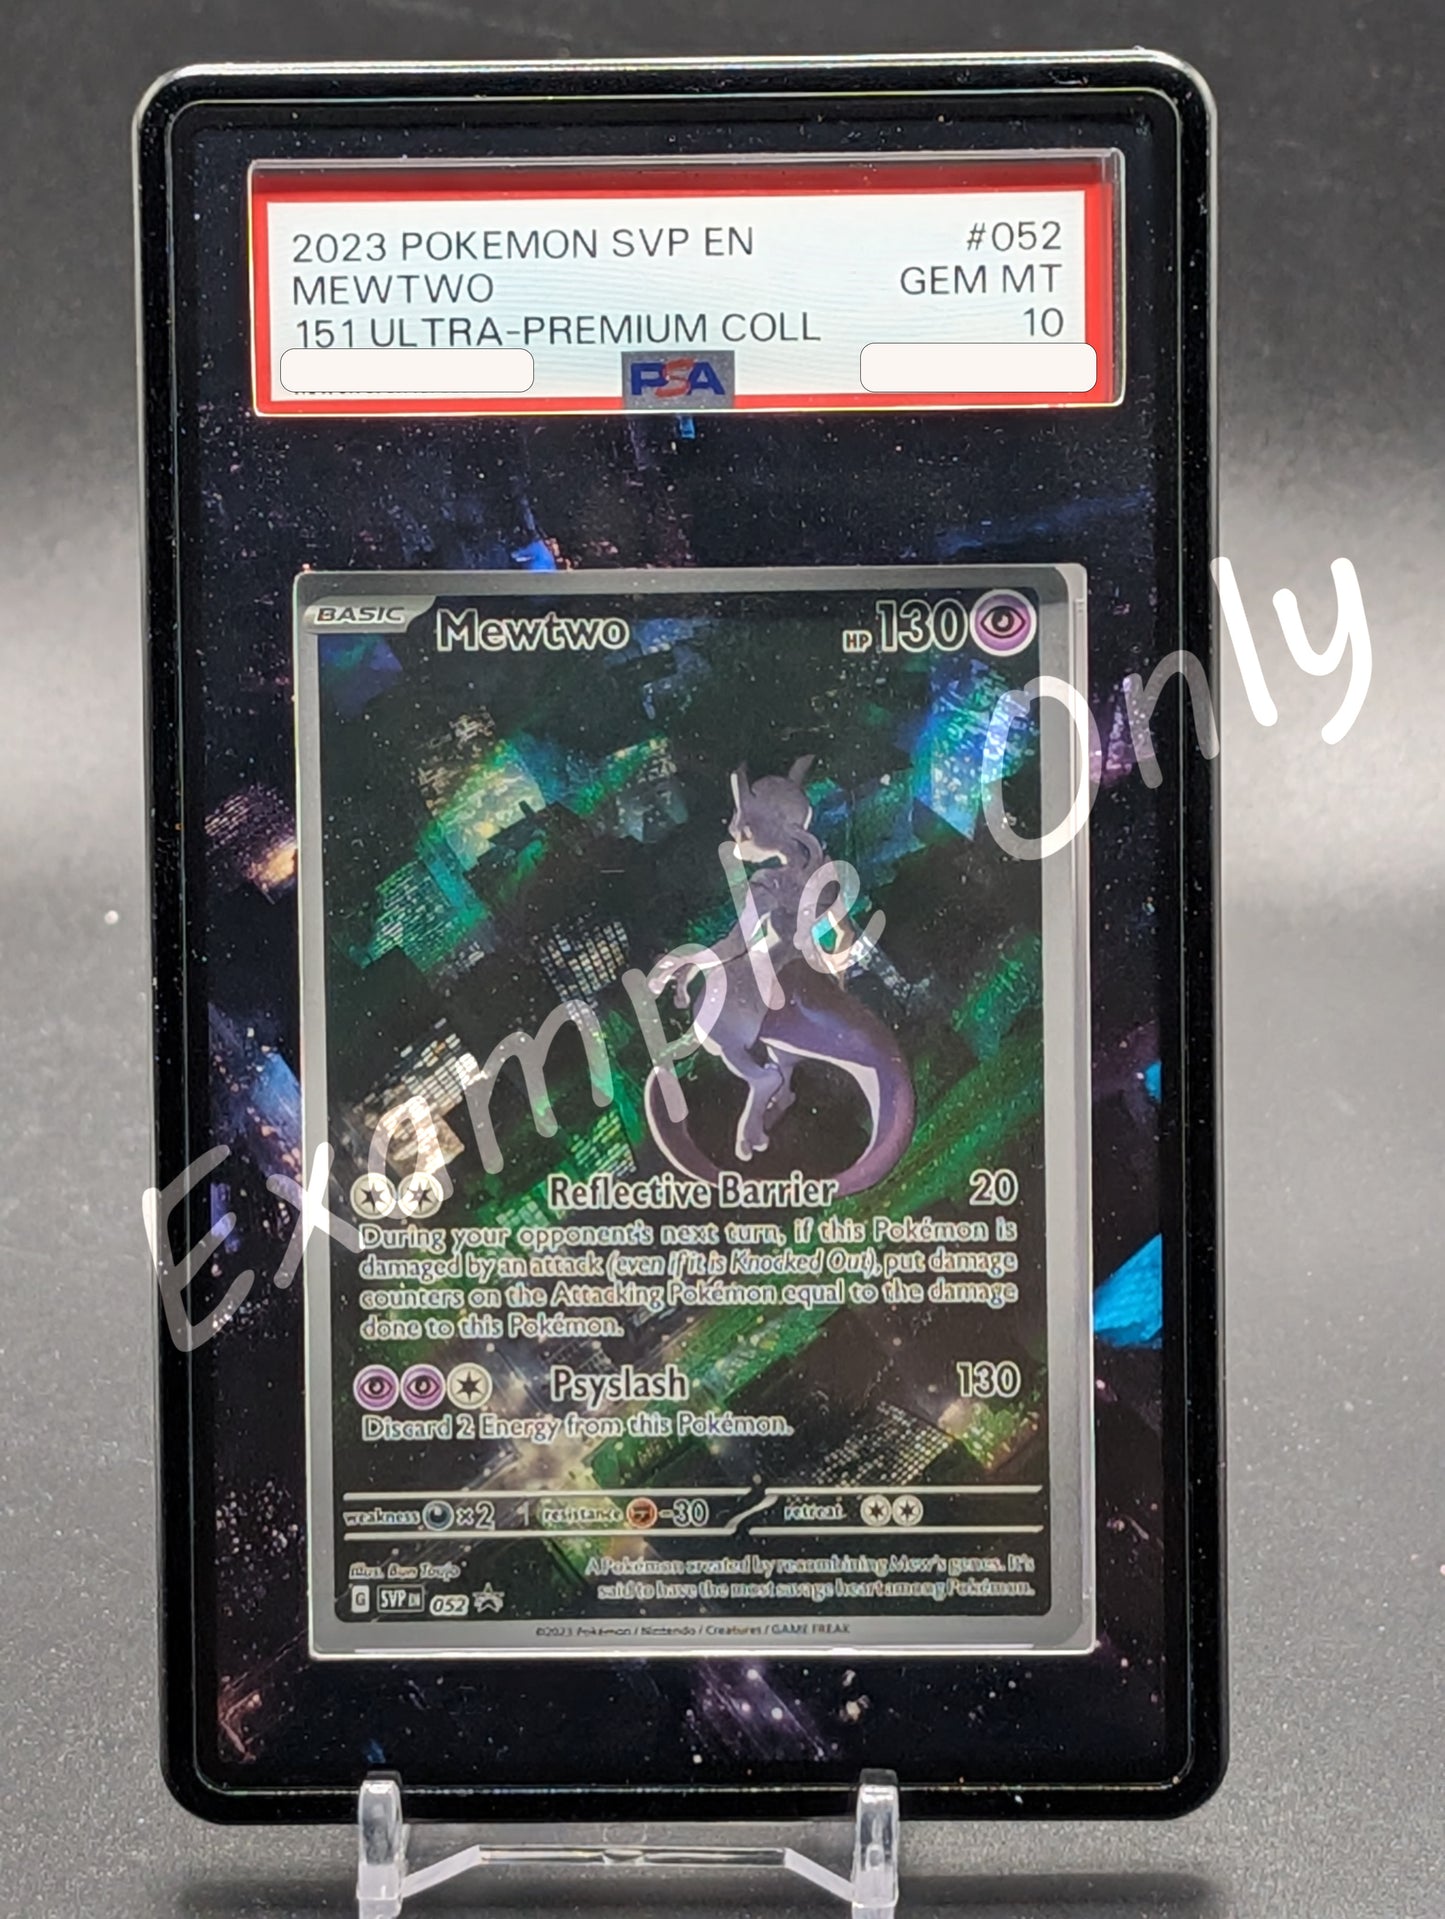 2023 POKEMON SVP EN #052
MEWTWO GEM MT
151 ULTRA-PREMIUM COLL 10
PSA
BASIC Mewtwo HP 130
Reflective Barrier 20
During your opponent's next turn, if this Pokémon is
damaged by an attack (even if it is Knocked Out), put damage
counters on the Attacking Pokémon equal to the damage
done to this Pokémon.
Psyslash 130
Discard 2 Energy from this Pokémon.
weakness ×2 resistance -30 retreat
Illus. Bun Toujo
A Pokémon created by recombining Mew's genes. It's
said to have the most savage heart among Pokémon.
G SVP EN 052
©2023 Pokémon / Nintendo / Creatures / GAME FREAK
Example Only